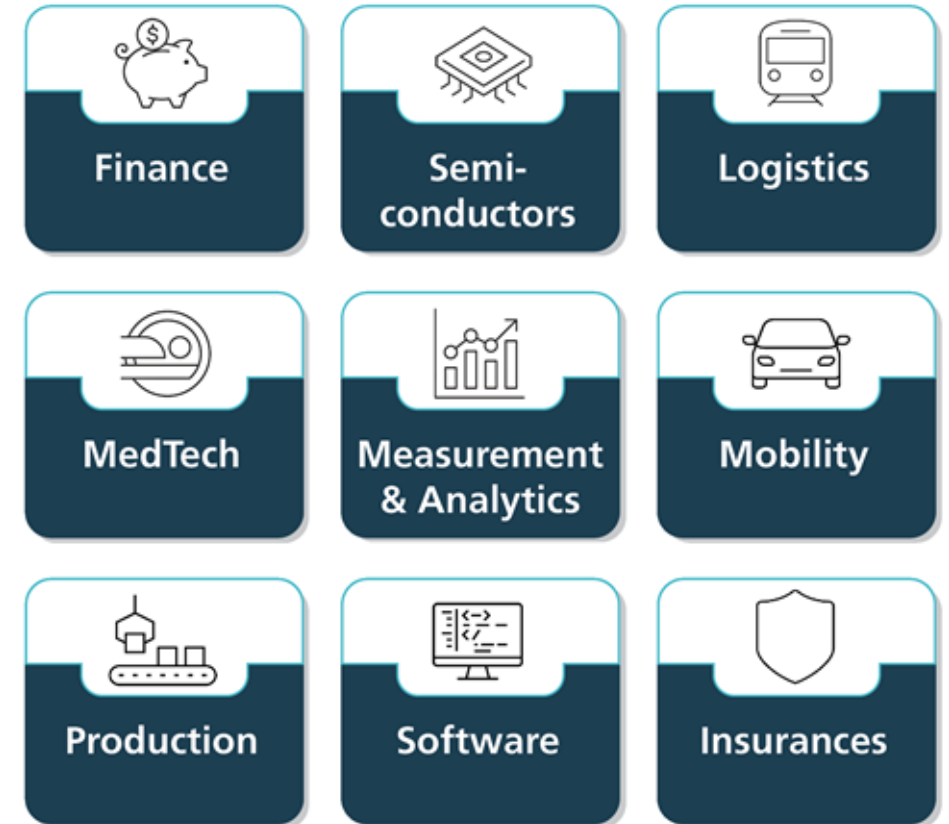 $
Finance
Semi-
conductors
Logistics
MedTech
Measurement
& Analytics
Mobility
Production
Software
Insurances